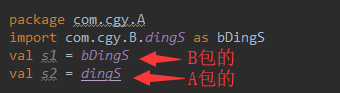 package com.cgy.A
import com.cgy.B.dingS as bDingS
val s1 = bDingS B包的
val s2 = dingS A包的